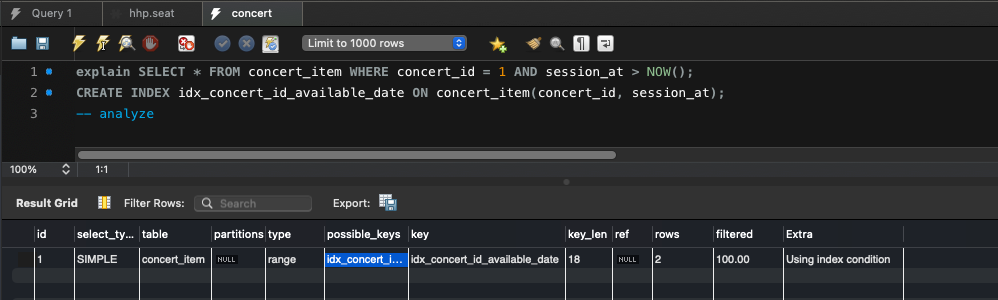 Query 1 hhp.seat concert
Limit to 1000 rows
1 explain SELECT * FROM concert_item WHERE concert_id = 1 AND session_at > NOW();
2 CREATE INDEX idx_concert_id_available_date ON concert_item(concert_id, session_at);
3 -- analyze
100% 1:1
Result Grid Filter Rows: Search Export:
id select_ty... table partitions type possible_keys key key_len ref rows filtered Extra
1 SIMPLE concert_item NULL range idx_concert_i... idx_concert_id_available_date 18 NULL 2 100.00 Using index condition